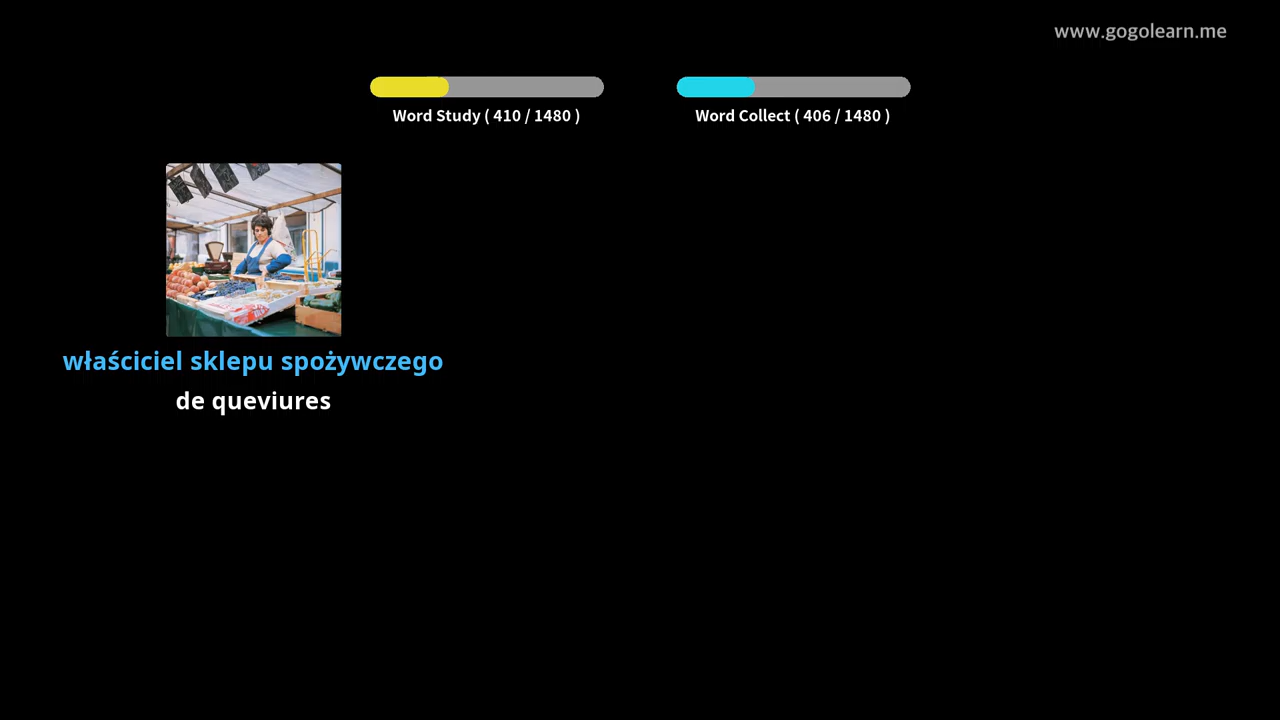 www.gogolearn.me
Word Study ( 410 / 1480 )
Word Collect ( 406 / 1480 )
właściciel sklepu spożywczego
de queviures